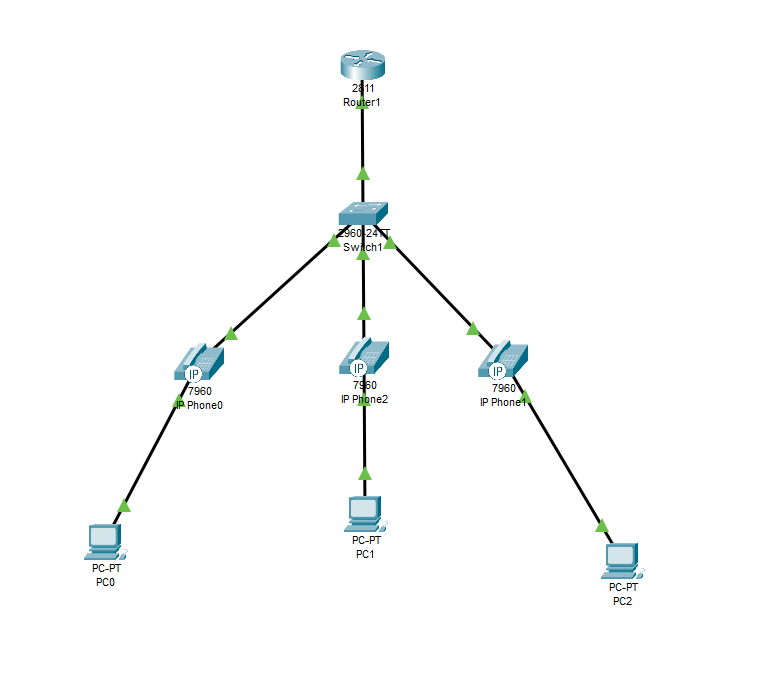 2811
Router1
2960-24TT
Switch1
IP
7960
IP Phone0
IP
7960
IP Phone2
IP
7960
IP Phone1
PC-PT
PC0
PC-PT
PC1
PC-PT
PC2